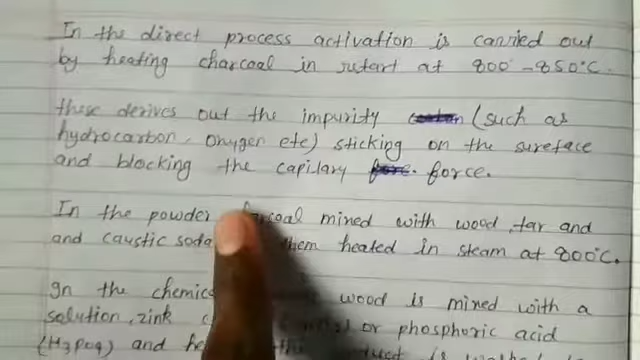 In the direct process activation is carried out
by heating charcoal in retart at 800° - 850°C.
these derives out the impurity (such as
hydrocarbon, oxygen etc) sticking on the sureface
and blocking the capilary force.
In the powder mixed with wood, tar and
and caustic soda them heated in steam at 800°C.
In the wood is mixed with a
solution, zink or phosphoric acid
(H3PO4) and